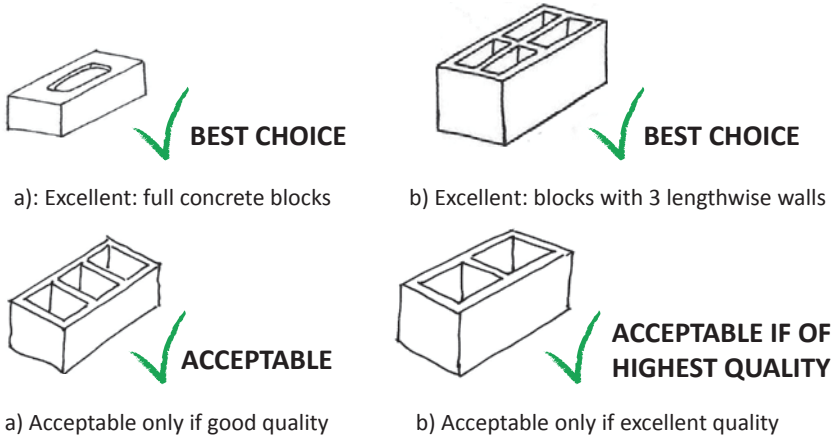 BEST CHOICE
BEST CHOICE
a): Excellent: full concrete blocks
b) Excellent: blocks with 3 lengthwise walls
ACCEPTABLE
ACCEPTABLE IF OF
HIGHEST QUALITY
a) Acceptable only if good quality
b) Acceptable only if excellent quality